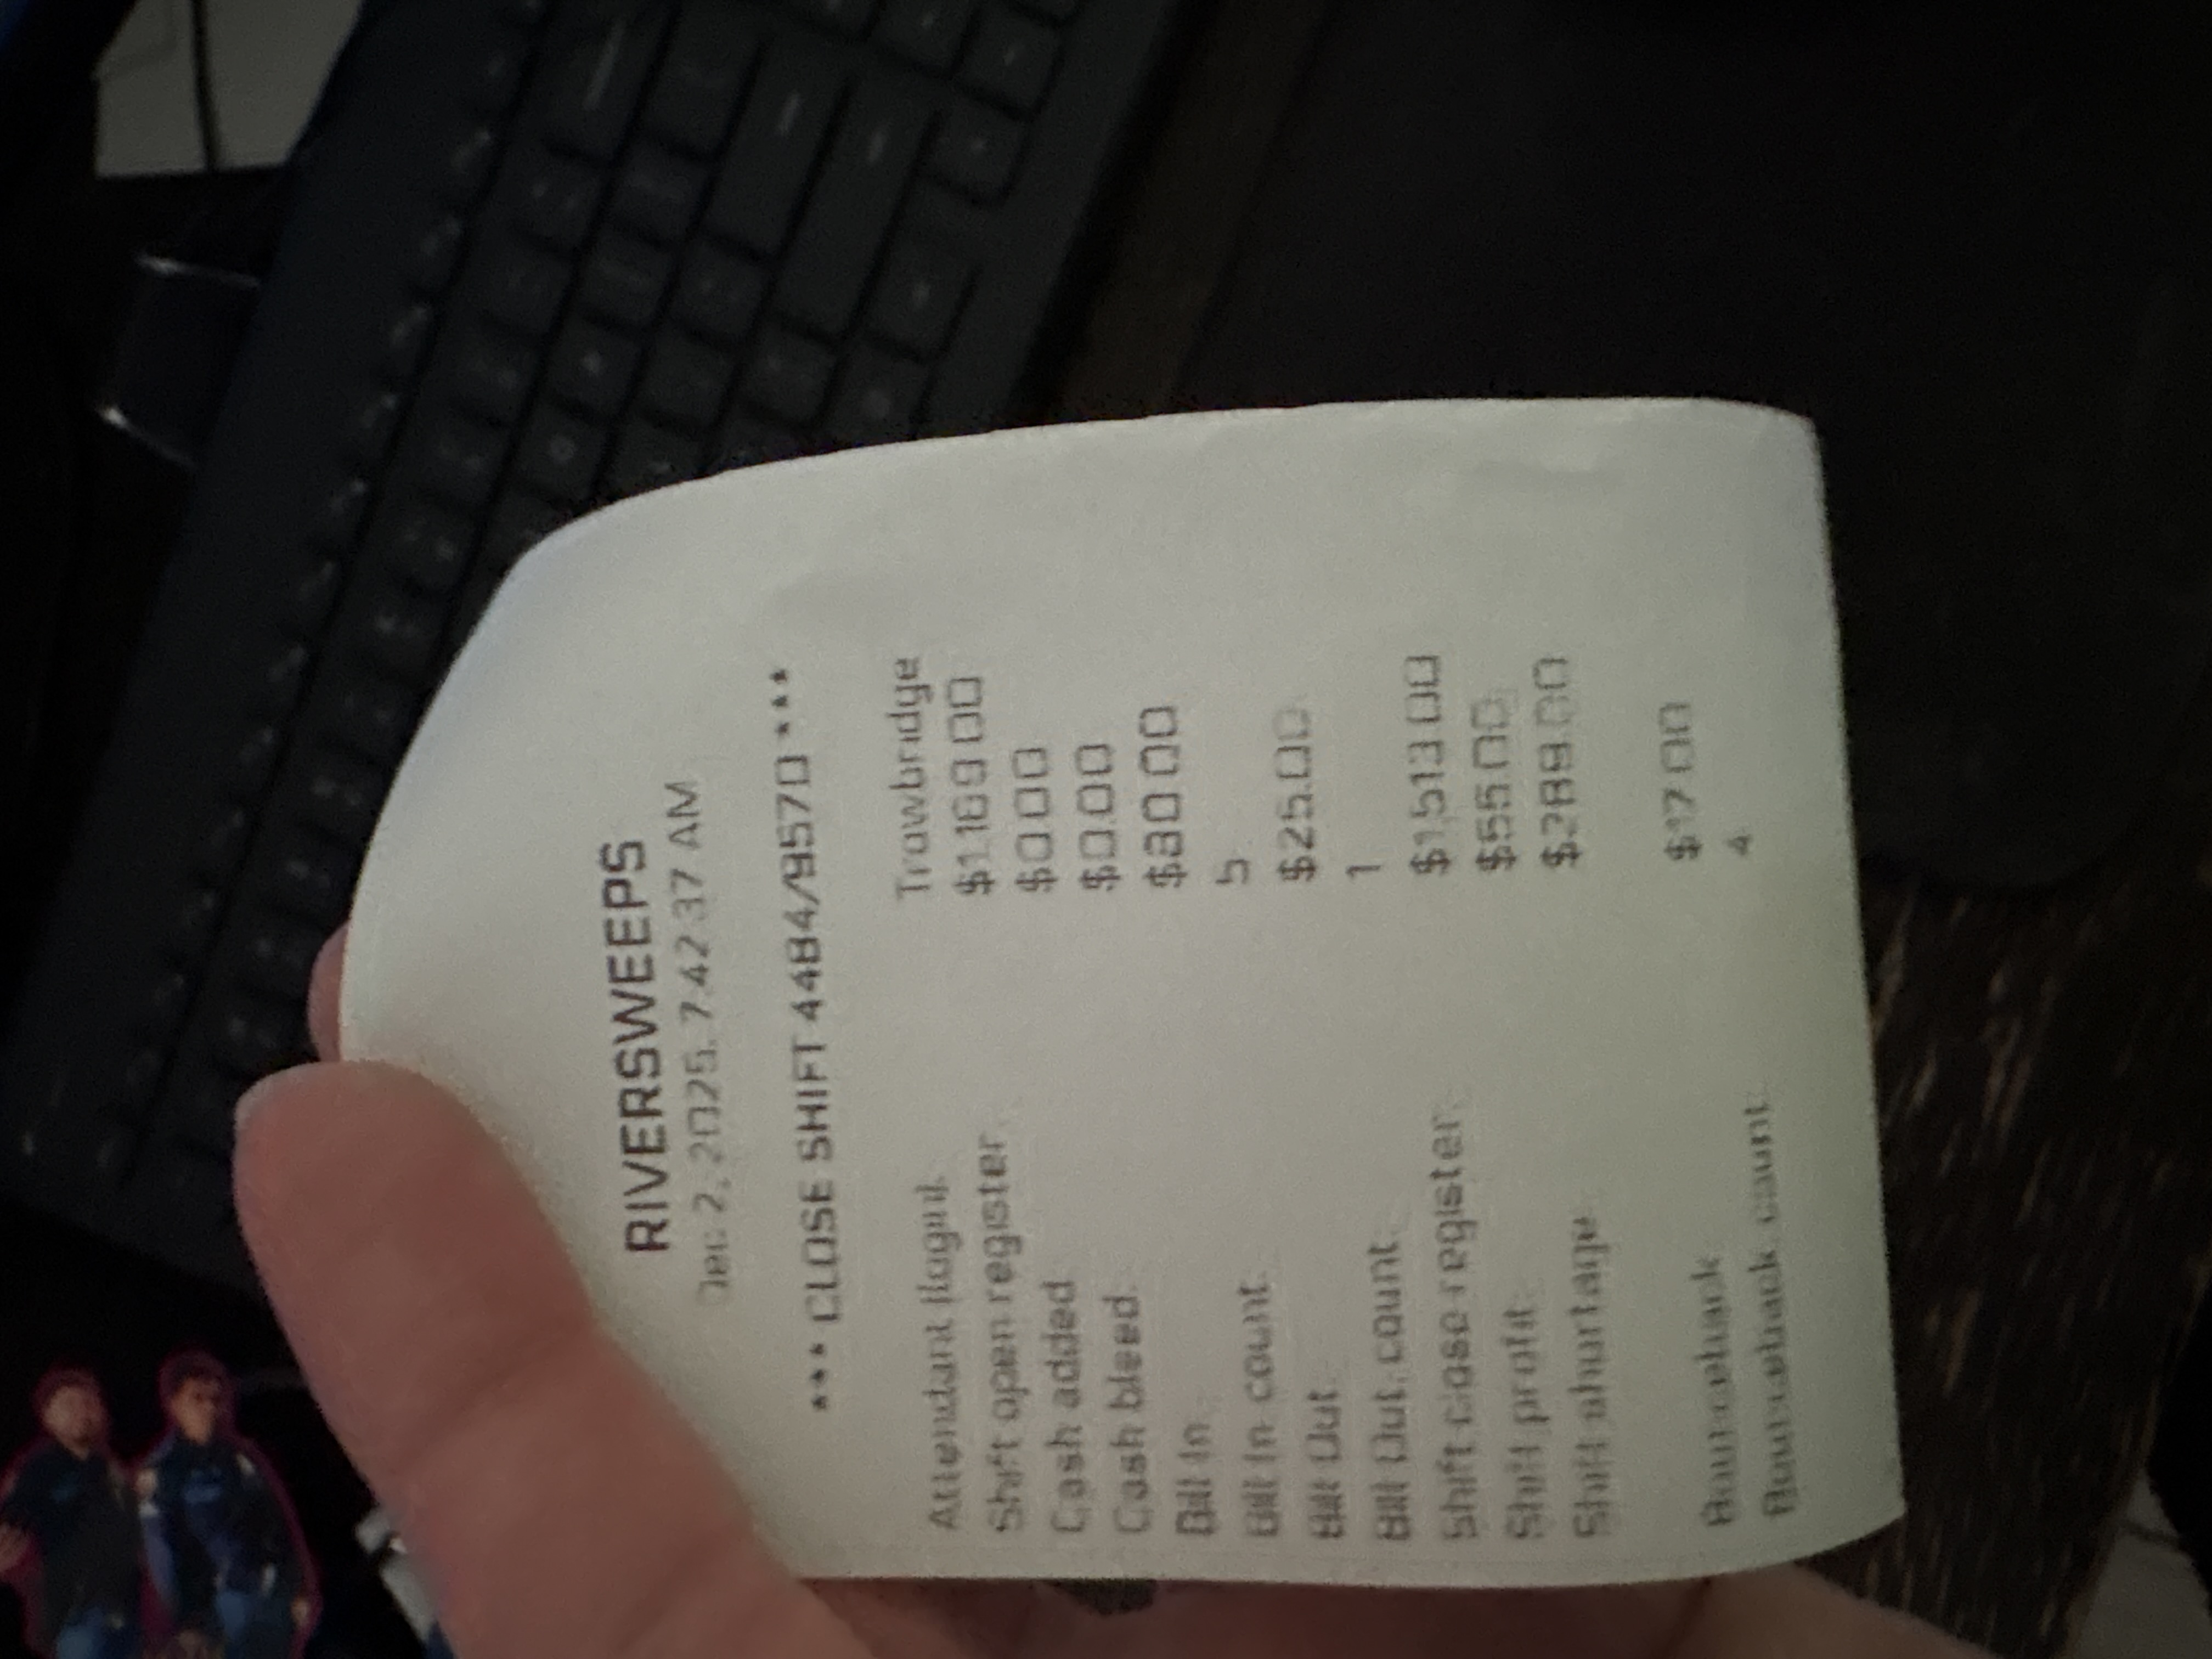 RIVERSWEEPS
Dec 2, 2025, 7:42:37 AM
*** CLOSE SHIFT 4484/9570 ***
Attendant (login): Trowbridge
Shift open register: $1,169.00
Cash added: $0.00
Cash bleed: $0.00
Bill In: $80.00
Bill In count: 5
Bill Out: $25.00
Bill Out count: 1
Shift close register: $1,513.00
Shift profit: $55.00
Shift shortage: $289.00
Bounceback: $17.00
Bounceback count: 4